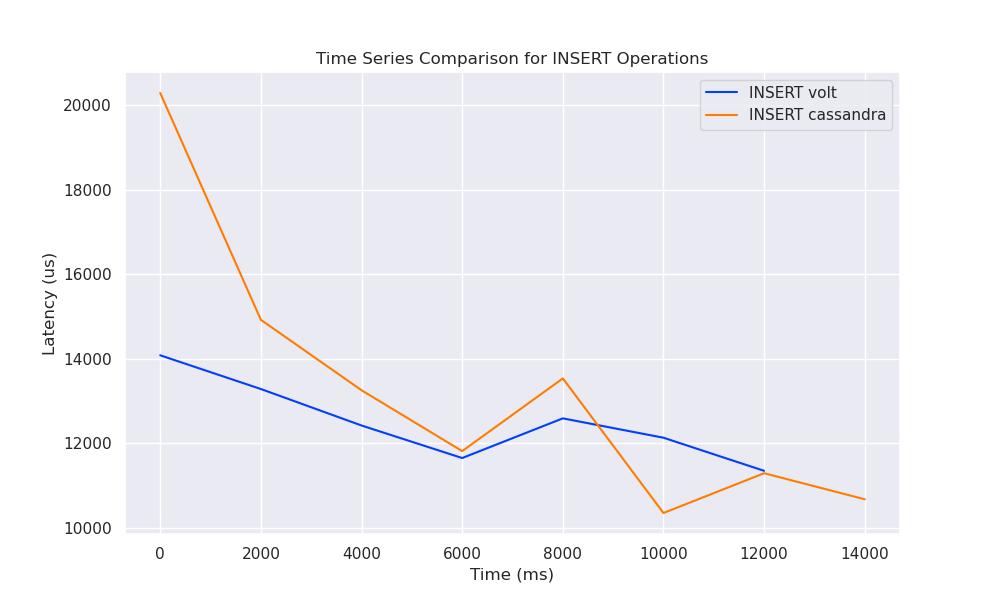 Time Series Comparison for INSERT Operations
INSERT volt
INSERT cassandra
Latency (us)
20000
18000
16000
14000
12000
10000
0 2000 4000 6000 8000 10000 12000 14000
Time (ms)